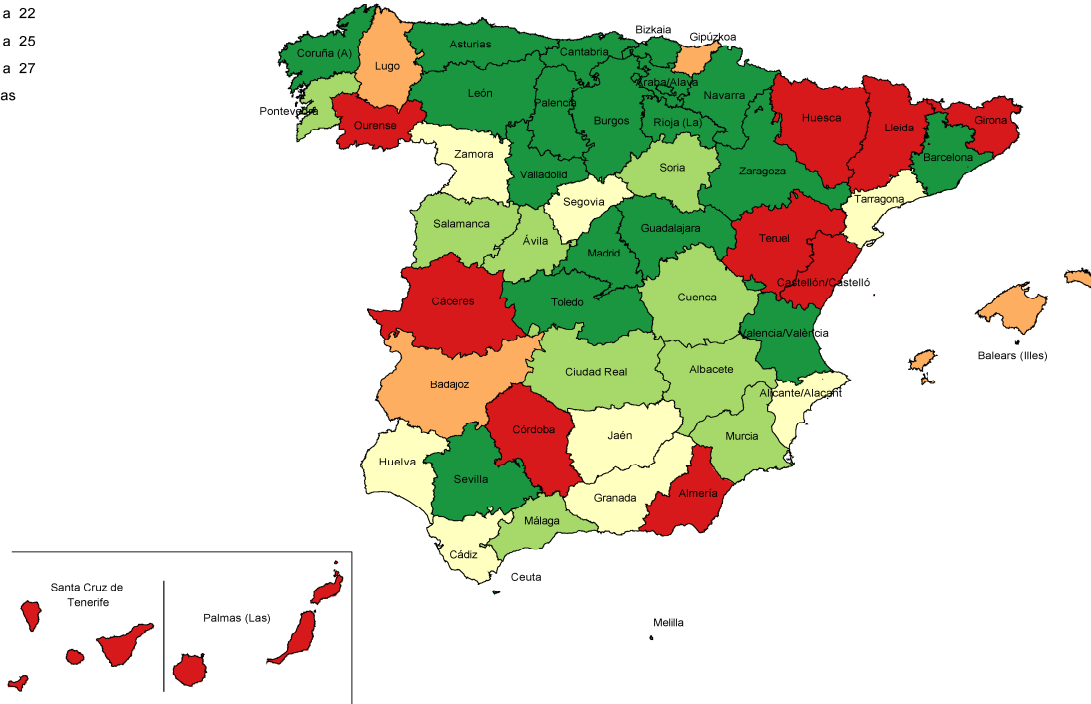 a 22
a 25
a 27
as
Bizkaia
Gipúzkoa
Asturias
Cantabria
Coruña (A)
Lugo
Araba/Álava
León
Navarra
Palencia
Pontevedra
Burgos
Rioja (La)
Huesca
Girona
Ourense
Lleida
Zamora
Barcelona
Soria
Valladolid
Zaragoza
Segovia
Tarragona
Salamanca
Guadalajara
Ávila
Teruel
Madrid
Castellón/Castelló
Cáceres
Toledo
Cuenca
Valencia/València
Balears (Illes)
Ciudad Real
Albacete
Badajoz
Alicante/Alacant
Córdoba
Jaén
Murcia
Huelva
Sevilla
Granada
Almería
Málaga
Cádiz
Ceuta
Santa Cruz de
Tenerife
Palmas (Las)
Melilla